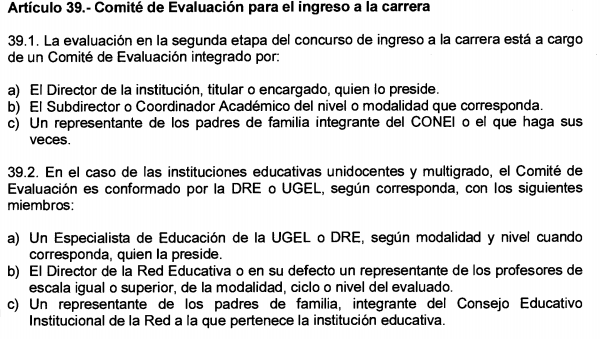 Artículo 39.- Comité de Evaluación para el ingreso a la carrera
39.1. La evaluación en la segunda etapa del concurso de ingreso a la carrera está a cargo
de un Comité de Evaluación integrado por:
a) El Director de la institución, titular o encargado, quien lo preside.
b) El Subdirector o Coordinador Académico del nivel o modalidad que corresponda.
c) Un representante de los padres de familia integrante del CONEI o el que haga sus
veces.
39.2. En el caso de las instituciones educativas unidocentes y multigrado, el Comité de
Evaluación es conformado por la DRE o UGEL, según corresponda, con los siguientes
miembros:
a) Un Especialista de Educación de la UGEL o DRE, según modalidad y nivel cuando
corresponda, quien la preside.
b) El Director de la Red Educativa o en su defecto un representante de los profesores de
escala igual o superior, de la modalidad, ciclo o nivel del evaluado.
c) Un representante de los padres de familia, integrante del Consejo Educativo
Institucional de la Red a la que pertenece la institución educativa.